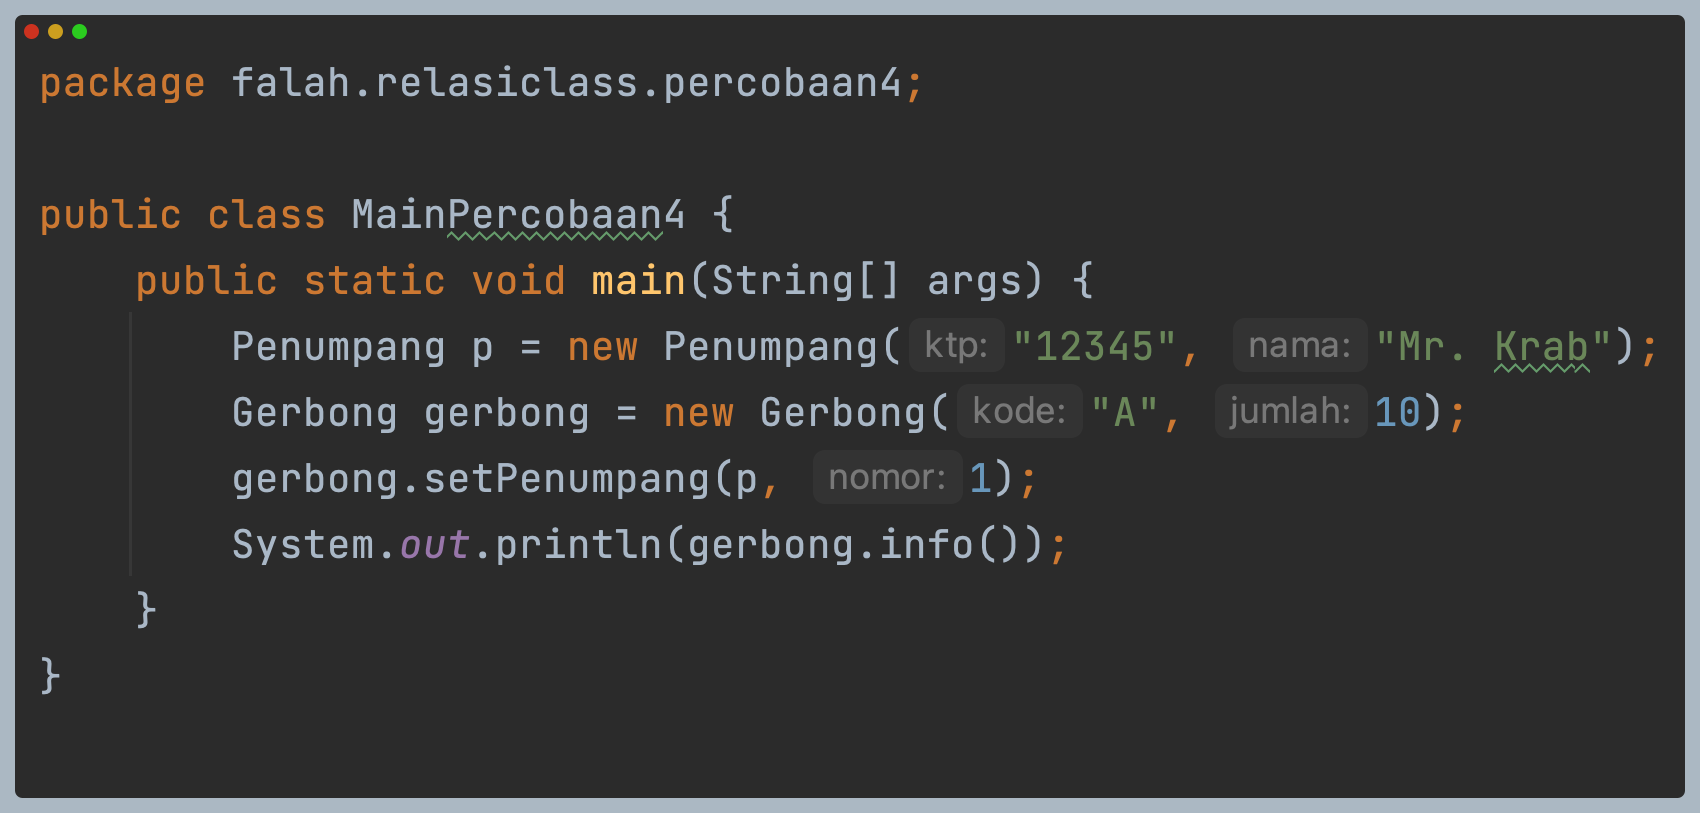 package falah.relasiclass.percobaan4;
public class MainPercobaan4 {
public static void main(String[] args) {
Penumpang p = new Penumpang( ktp: "12345", nama: "Mr. Krab");
Gerbong gerbong = new Gerbong( kode: "A", jumlah: 10);
gerbong.setPenumpang(p, nomor: 1);
System.out.println(gerbong.info());
}
}